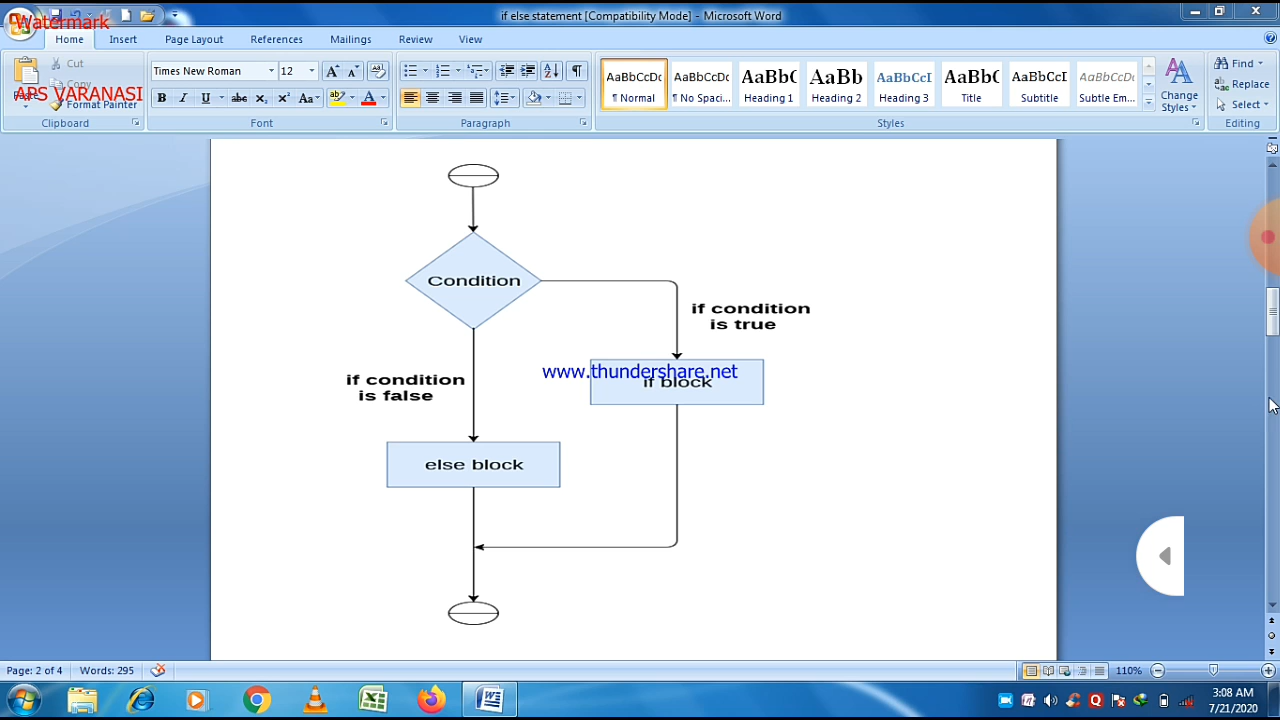 if else statement [Compatibility Mode] - Microsoft Word
Watermark
Home Insert Page Layout References Mailings Review View
Cut
Copy
Format Painter
APS VARANASI
Clipboard
Times New Roman 12
Font
Paragraph
AaBbCcDc AaBbCcDc AaBbC AaBb AaBbCcI AaBbC AaBbCcI AaBbCcDc
¶ Normal ¶ No Spaci... Heading 1 Heading 2 Heading 3 Title Subtitle Subtle Em...
Change
Styles
Styles
Find
Replace
Select
Editing
Condition
if condition
is true
www.thundershare.net
if block
if condition
is false
else block
Page: 2 of 4 Words: 295 110%
3:08 AM
7/21/2020